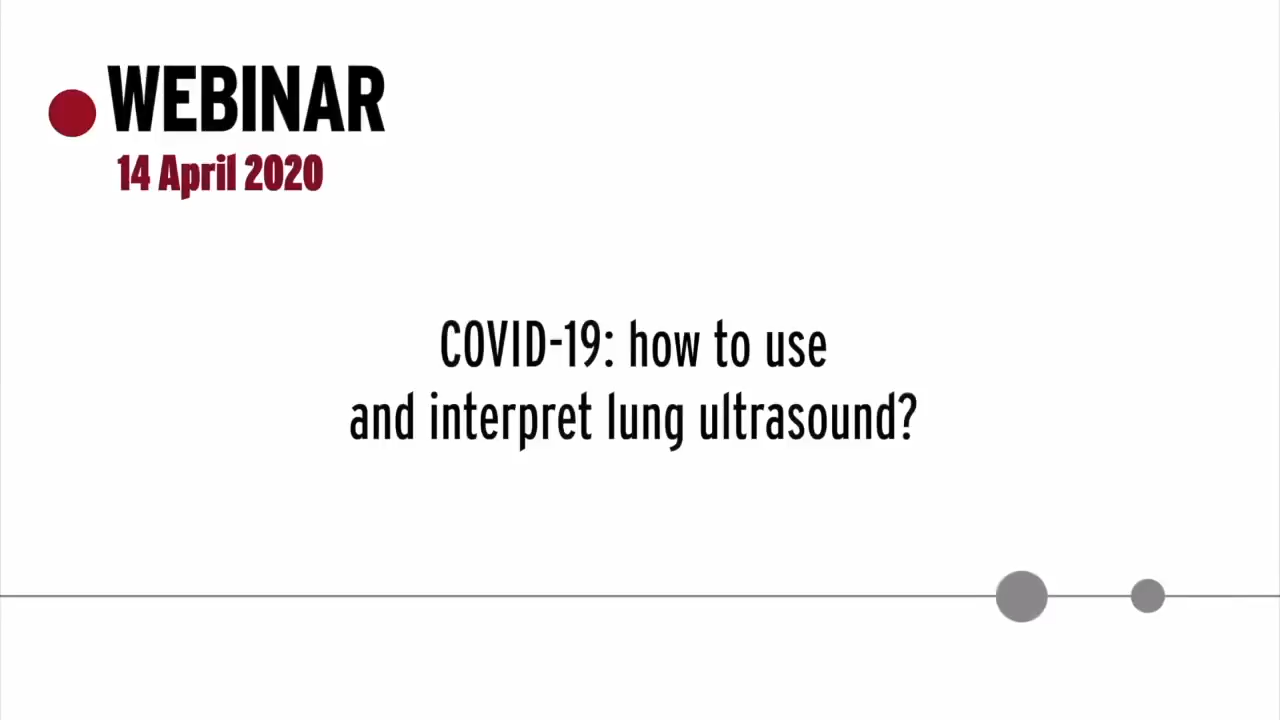 WEBINAR
14 April 2020
COVID-19: how to use
and interpret lung ultrasound?